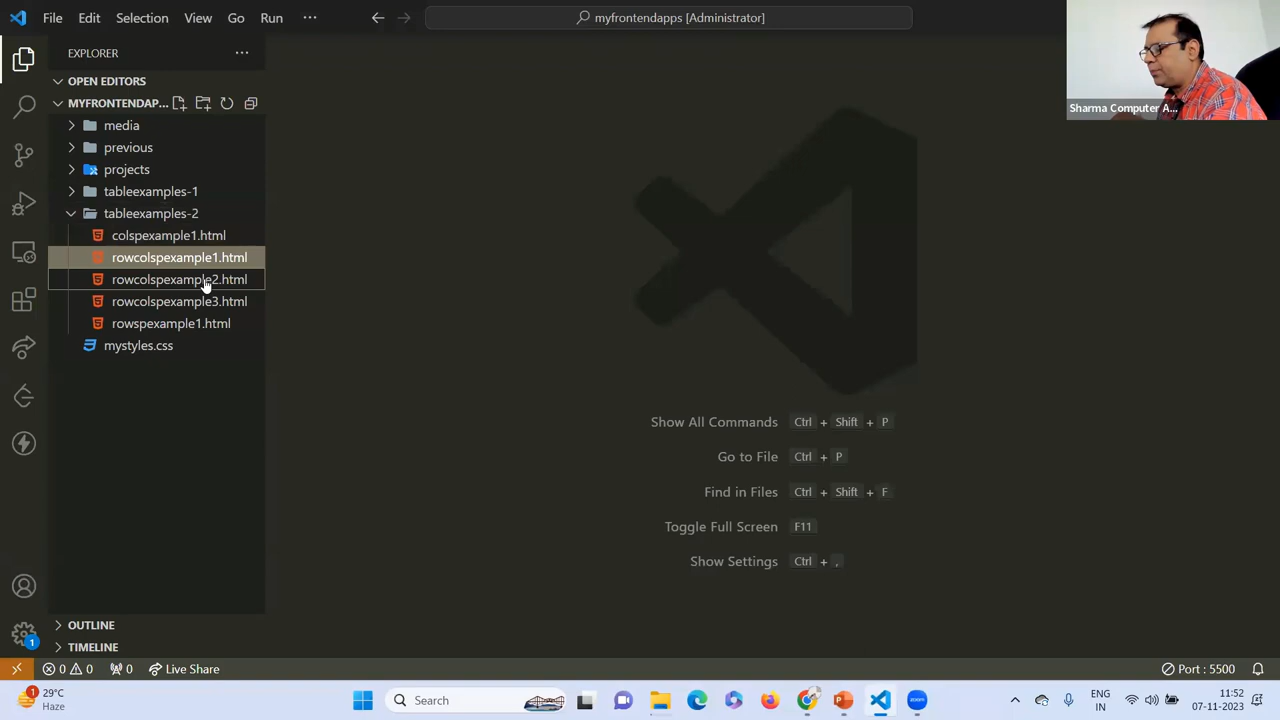 File Edit Selection View Go Run ··· myfrontendapps [Administrator]
EXPLORER ···
OPEN EDITORS
MYFRONTENDAP...
media
previous
projects
tableexamples-1
tableexamples-2
colspexample1.html
rowcolspexample1.html
rowcolspexample2.html
rowcolspexample3.html
rowspexample1.html
mystyles.css
OUTLINE
TIMELINE
Show All Commands Ctrl + Shift + P
Go to File Ctrl + P
Find in Files Ctrl + Shift + F
Toggle Full Screen F11
Show Settings Ctrl + ,
Sharma Computer A...
1
0 0 0 Live Share Port : 5500
1 29°C
Haze
Search
ENG
IN
11:52
07-11-2023